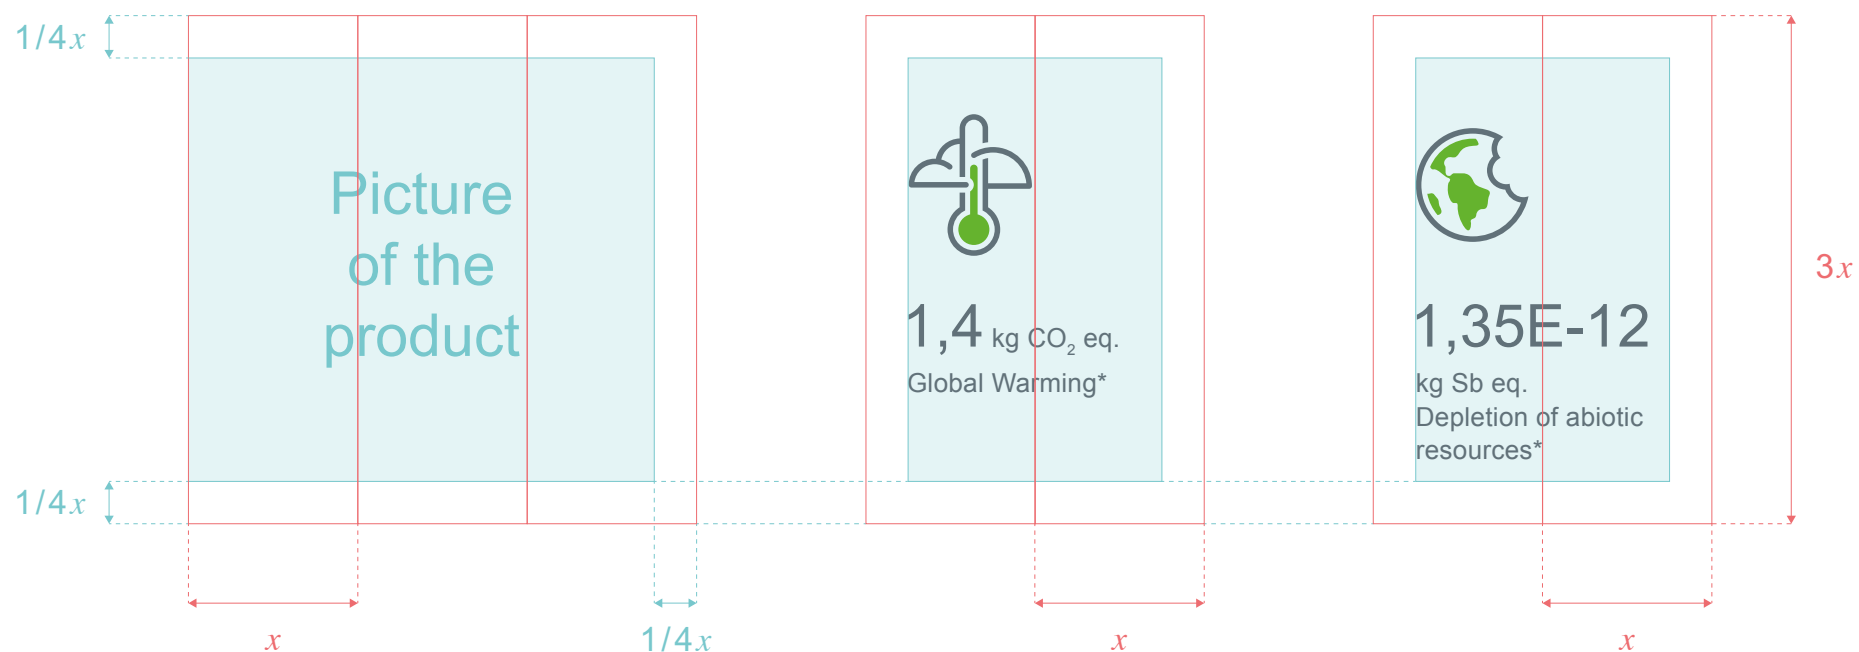 1/4x
Picture
of the
product
1,4 kg CO₂ eq.
Global Warming*
1,35E-12
kg Sb eq.
Depletion of abiotic
resources*
3x
1/4x
x
1/4x
x
x